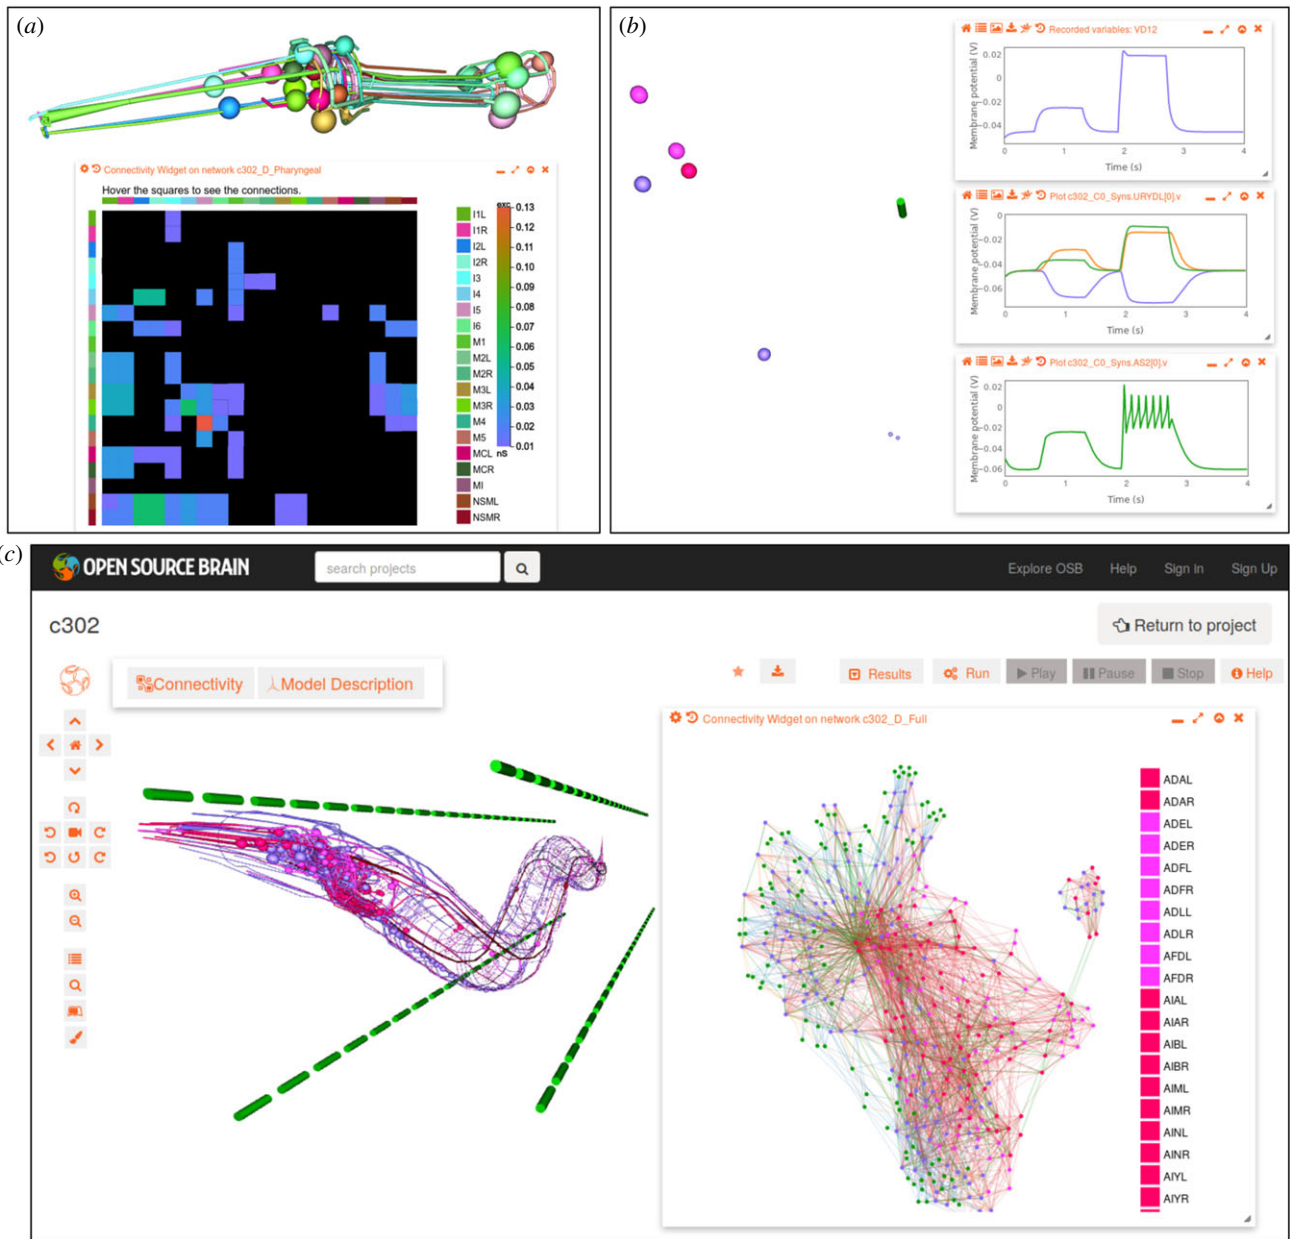 (a)
Connectivity Widget on network c302_D_Pharyngeal
Hover the squares to see the connections.
exc
0.13
0.12
0.11
0.10
0.09
0.08
0.07
0.06
0.05
0.04
0.03
0.02
0.01
nS
I1L
I1R
I2L
I2R
I3
I4
I5
I6
M1
M2L
M2R
M3L
M3R
M4
M5
MCL
MCR
MI
NSML
NSMR
(b)
Recorded variables: VD12
Membrane potential (V)
0.02
0
−0.02
−0.04
0
1
2
3
4
Time (s)
Plot c302_C0_Syns.URYDL[0].v
Membrane potential (V)
0
−0.02
−0.04
−0.06
0
1
2
3
4
Time (s)
Plot c302_C0_Syns.AS2[0].v
Membrane potential (V)
0.02
0
−0.02
−0.04
−0.06
0
1
2
3
4
Time (s)
(c)
OPEN SOURCE BRAIN
search projects
Explore OSB
Help
Sign In
Sign Up
c302
Return to project
Connectivity
Model Description
Results
Run
Play
Pause
Stop
Help
Connectivity Widget on network c302_D_Full
ADAL
ADAR
ADEL
ADER
ADFL
ADFR
ADLL
ADLR
AFDL
AFDR
AIAL
AIAR
AIBL
AIBR
AIML
AIMR
AINL
AINR
AIYL
AIYR